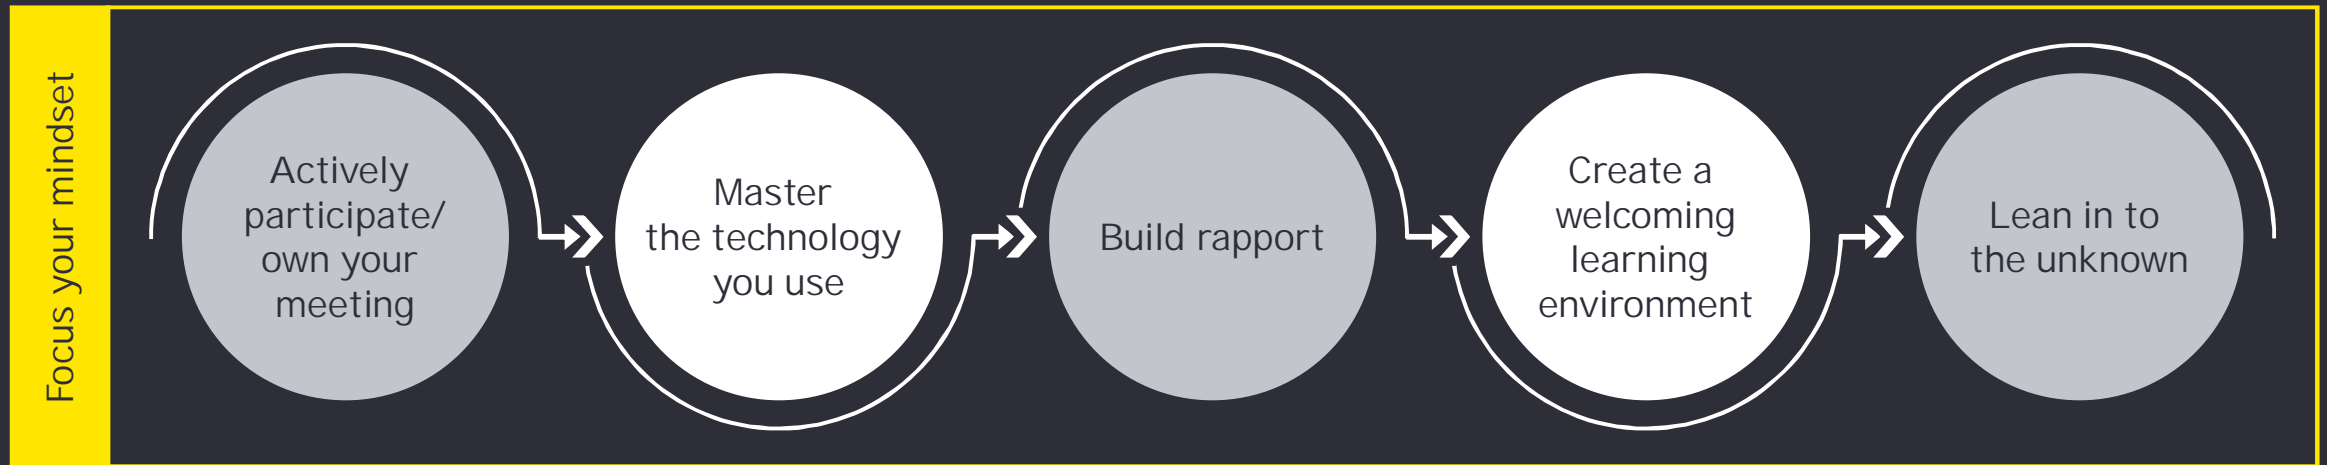 Focus your mindset
Actively
participate/
own your
meeting
Master
the technology
you use
Build rapport
Create a
welcoming
learning
environment
Lean in to
the unknown